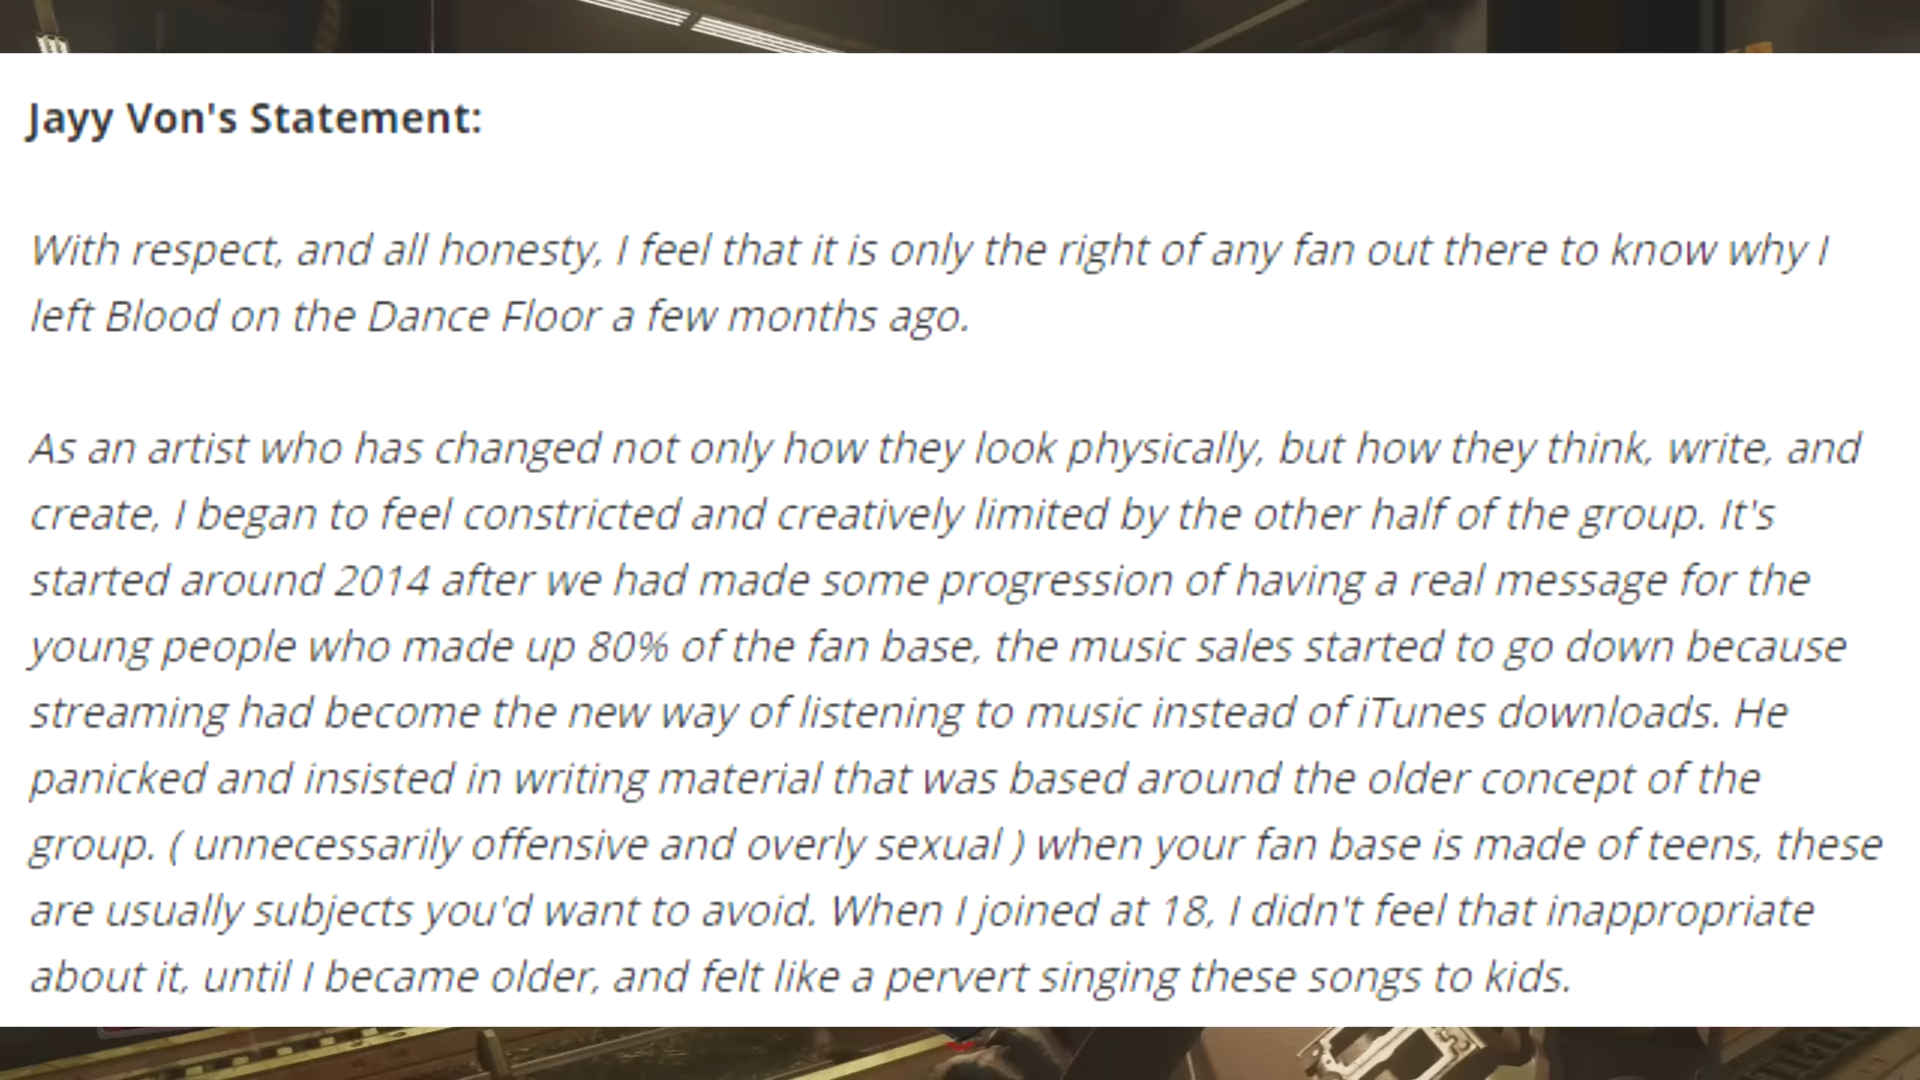 Jayy Von's Statement:
With respect, and all honesty, I feel that it is only the right of any fan out there to know why I
left Blood on the Dance Floor a few months ago.
As an artist who has changed not only how they look physically, but how they think, write, and
create, I began to feel constricted and creatively limited by the other half of the group. It's
started around 2014 after we had made some progression of having a real message for the
young people who made up 80% of the fan base, the music sales started to go down because
streaming had become the new way of listening to music instead of iTunes downloads. He
panicked and insisted in writing material that was based around the older concept of the
group. ( unnecessarily offensive and overly sexual ) when your fan base is made of teens, these
are usually subjects you'd want to avoid. When I joined at 18, I didn't feel that inappropriate
about it, until I became older, and felt like a pervert singing these songs to kids.